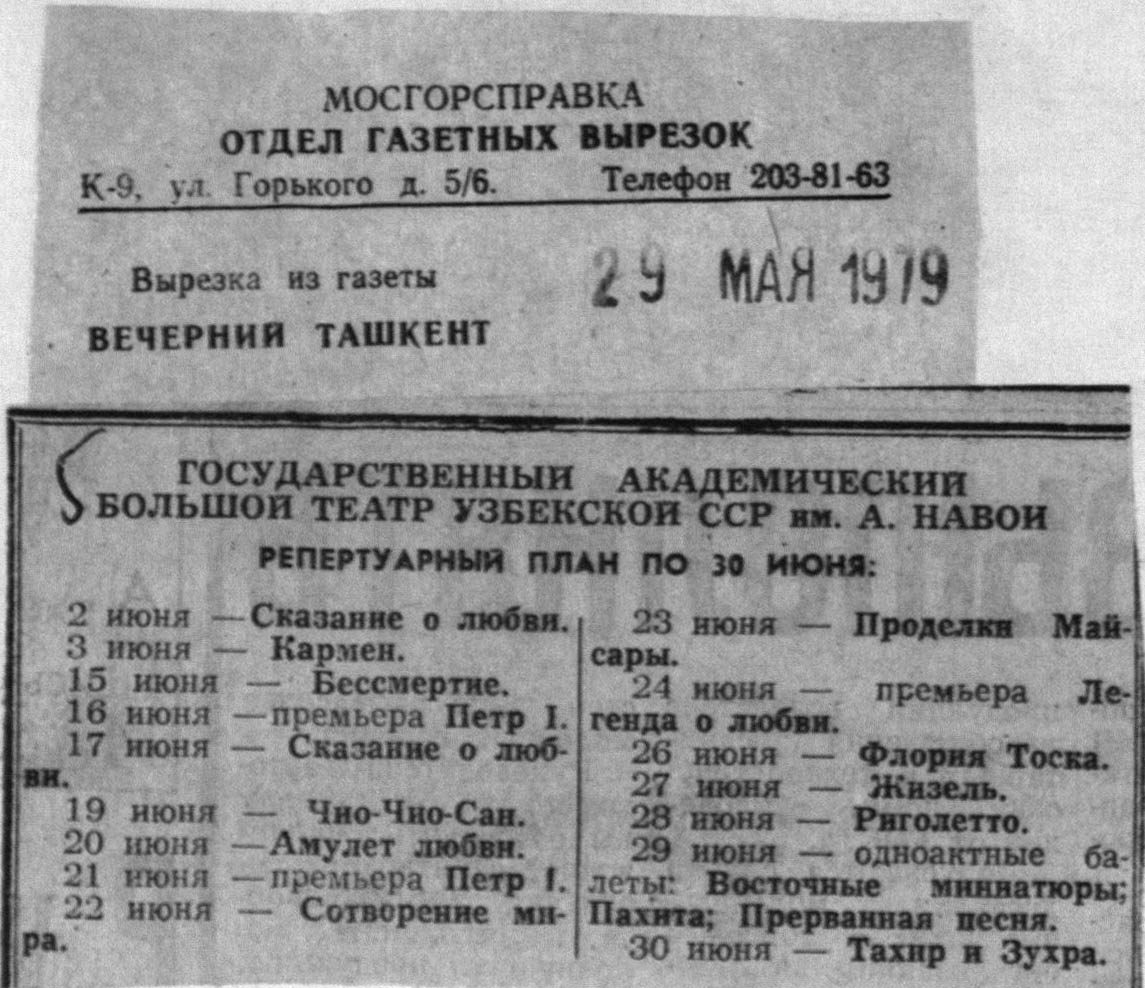 МОСГОРСПРАВКА
ОТДЕЛ ГАЗЕТНЫХ ВЫРЕЗОК
К-9, ул. Горького д. 5/6. Телефон 203-81-63
Вырезка из газеты
ВЕЧЕРНИЙ ТАШКЕНТ
29 МАЯ 1979
ГОСУДАРСТВЕННЫЙ АКАДЕМИЧЕСКИЙ
БОЛЬШОЙ ТЕАТР УЗБЕКСКОЙ ССР им. А. НАВОИ
РЕПЕРТУАРНЫЙ ПЛАН ПО 30 ИЮНЯ:
2 июня — Сказание о любви.
3 июня — Кармен.
15 июня — Бессмертие.
16 июня — премьера Петр I.
17 июня — Сказание о люб-
ви.
19 июня — Чио-Чио-Сан.
20 июня — Амулет любви.
21 июня — премьера Петр I.
22 июня — Сотворение ми-
ра.
23 июня — Проделки Май-
сары.
24 июня — премьера Ле-
генда о любви.
26 июня — Флория Тоска.
27 июня — Жизель.
28 июня — Риголетто.
29 июня — одноактные ба-
леты: Восточные миниатюры;
Пахита; Прерванная песня.
30 июня — Тахир и Зухра.